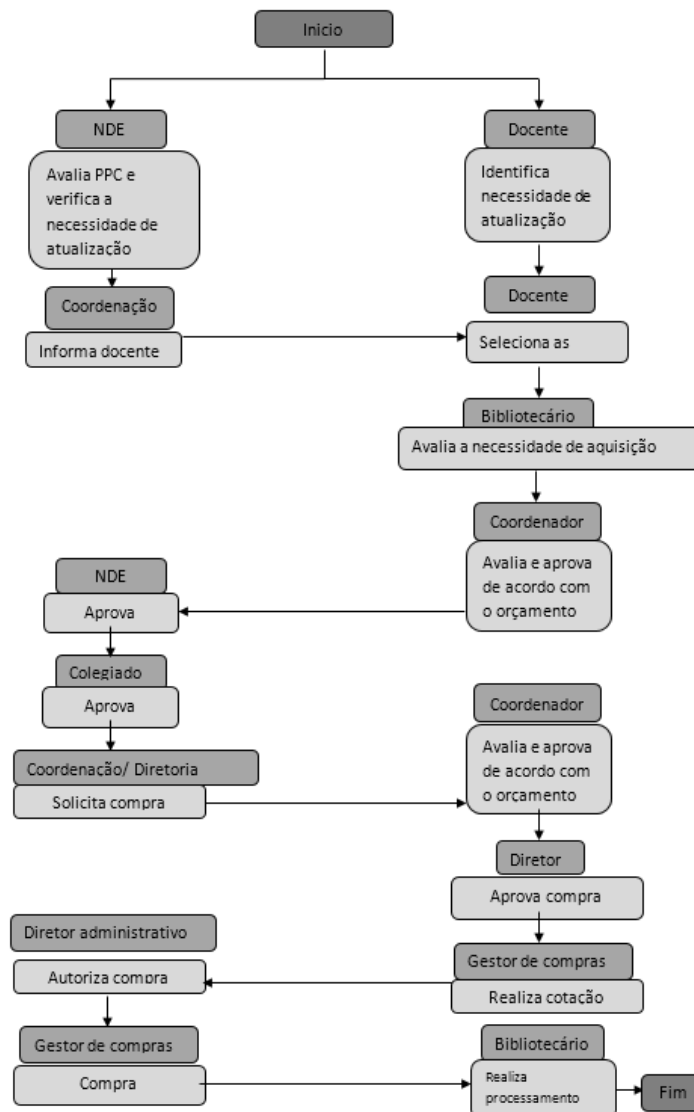 Inicio
NDE
Avalia PPC e
verifica a
necessidade de
atualização
Docente
Identifica
necessidade de
atualização
Coordenação
Informa docente
Docente
Seleciona as
Bibliotecário
Avalia a necessidade de aquisição
Coordenador
Avalia e aprova
de acordo com
o orçamento
NDE
Aprova
Colegiado
Aprova
Coordenação/ Diretoria
Solicita compra
Coordenador
Avalia e aprova
de acordo com
o orçamento
Diretor
Aprova compra
Gestor de compras
Realiza cotação
Diretor administrativo
Autoriza compra
Gestor de compras
Compra
Bibliotecário
Realiza
processamento
Fim